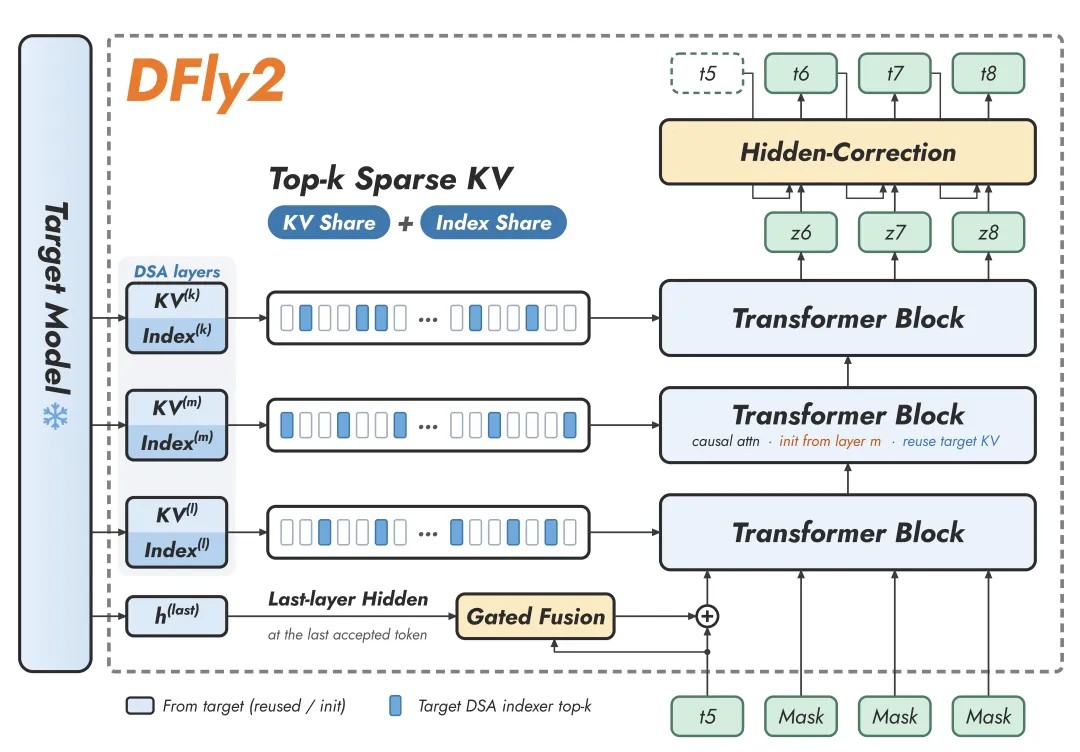 DFly2
Target Model
Top-k Sparse KV
KV Share + Index Share
t5 t6 t7 t8
Hidden-Correction
z6 z7 z8
DSA layers
KV(k)
Index(k)
...
Transformer Block
KV(m)
Index(m)
...
Transformer Block
causal attn · init from layer m · reuse target KV
KV(l)
Index(l)
...
Transformer Block
h(last)
Last-layer Hidden
at the last accepted token
Gated Fusion
+
t5 Mask Mask Mask
From target (reused / init)
Target DSA indexer top-k